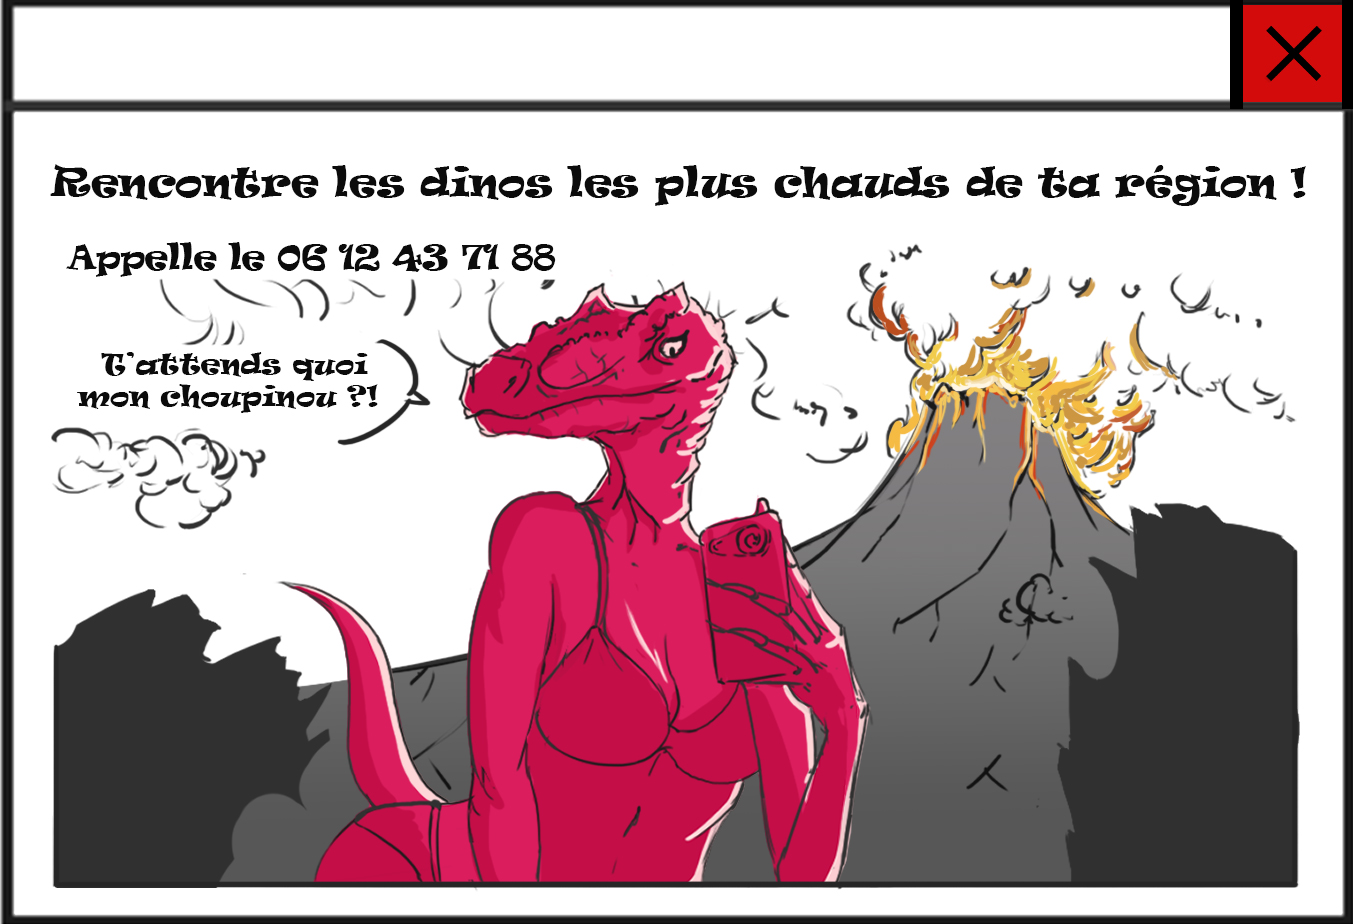 Rencontre les dinos les plus chauds de ta région !
Appelle le 06 12 43 71 88
T'attends quoi
mon choupinou ?!